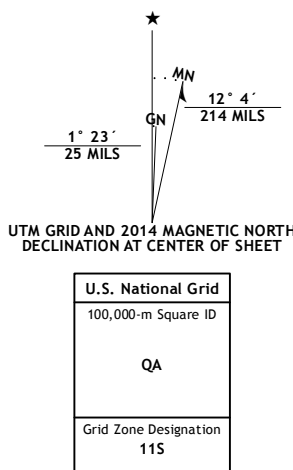 MN
GN
12° 4´
214 MILS
1° 23´
25 MILS
UTM GRID AND 2014 MAGNETIC NORTH
DECLINATION AT CENTER OF SHEET
U.S. National Grid
100,000-m Square ID
QA
Grid Zone Designation
11S